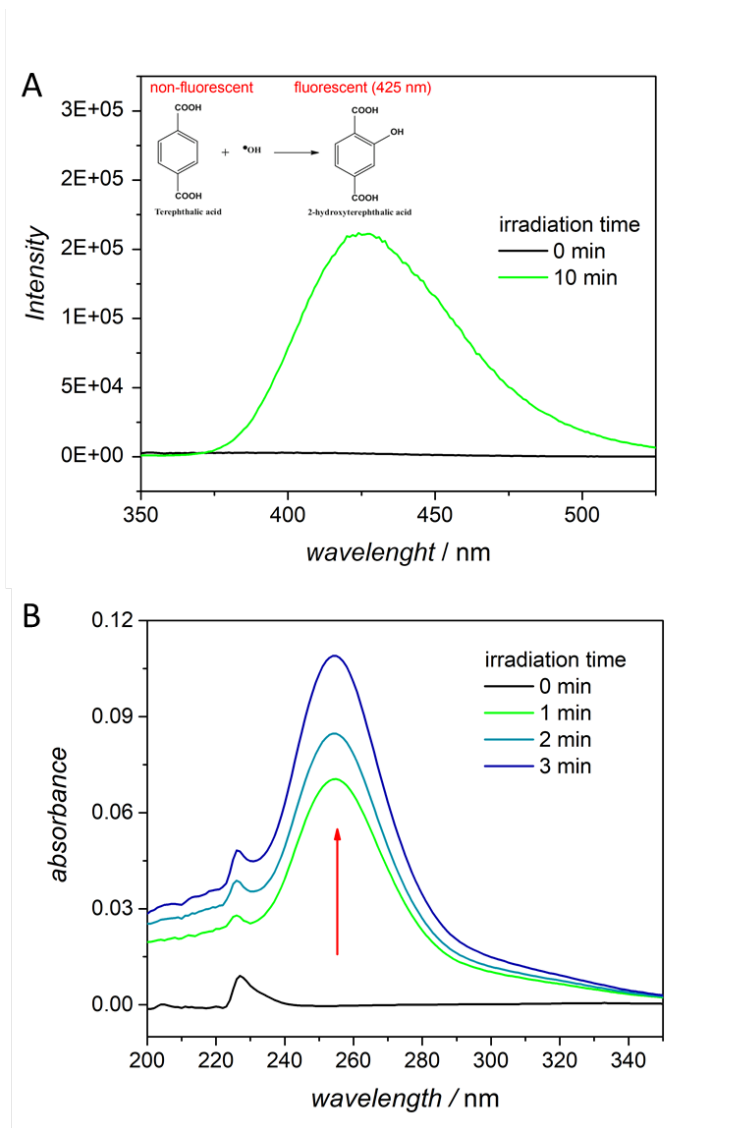 A
non-fluorescent
fluorescent (425 nm)
COOH
COOH
OH
+
•OH
COOH
COOH
Terephthalic acid
2-hydroxyterephthalic acid
3E+05
2E+05
2E+05
1E+05
5E+04
0E+00
Intensity
irradiation time
0 min
10 min
350
400
450
500
wavelenght / nm
B
0.12
0.09
0.06
0.03
0.00
absorbance
irradiation time
0 min
1 min
2 min
3 min
200
220
240
260
280
300
320
340
wavelength / nm